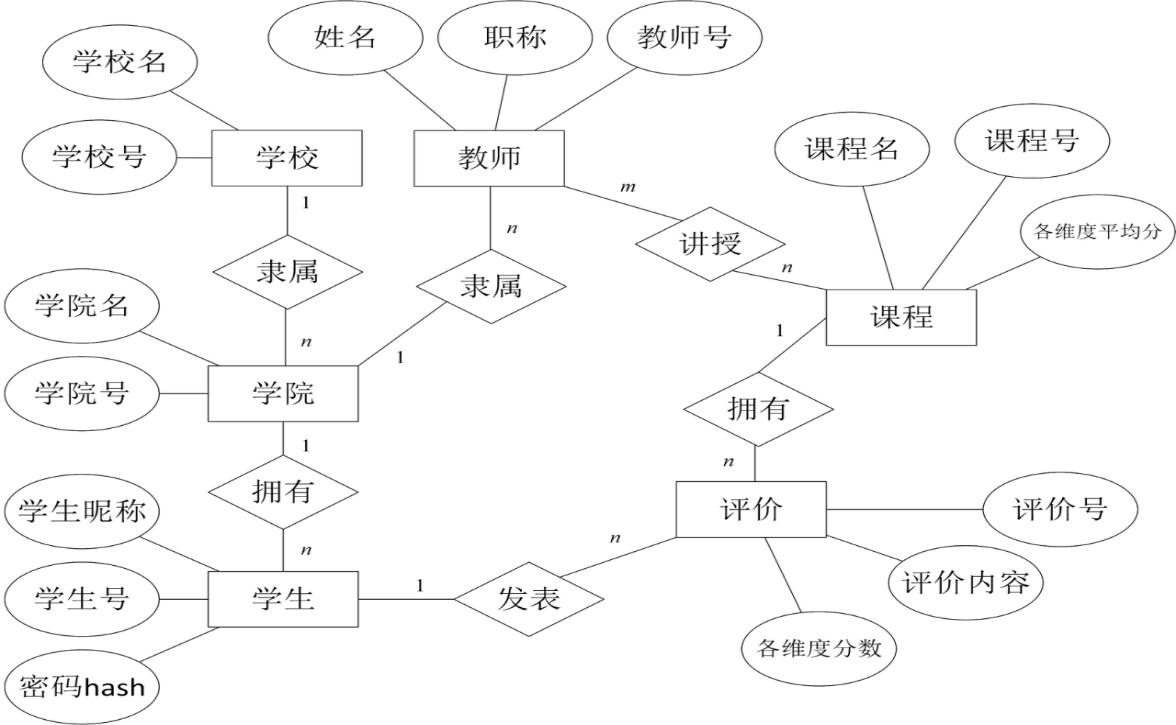 姓名
职称
教师号
学校名
学校号
学校
教师
课程名
课程号
各维度平均分
1
n
m
讲授
n
隶属
隶属
学院名
n
1
课程
1
学院号
学院
拥有
1
n
拥有
学生昵称
n
评价
评价号
n
学生号
学生
1
发表
评价内容
各维度分数
密码hash